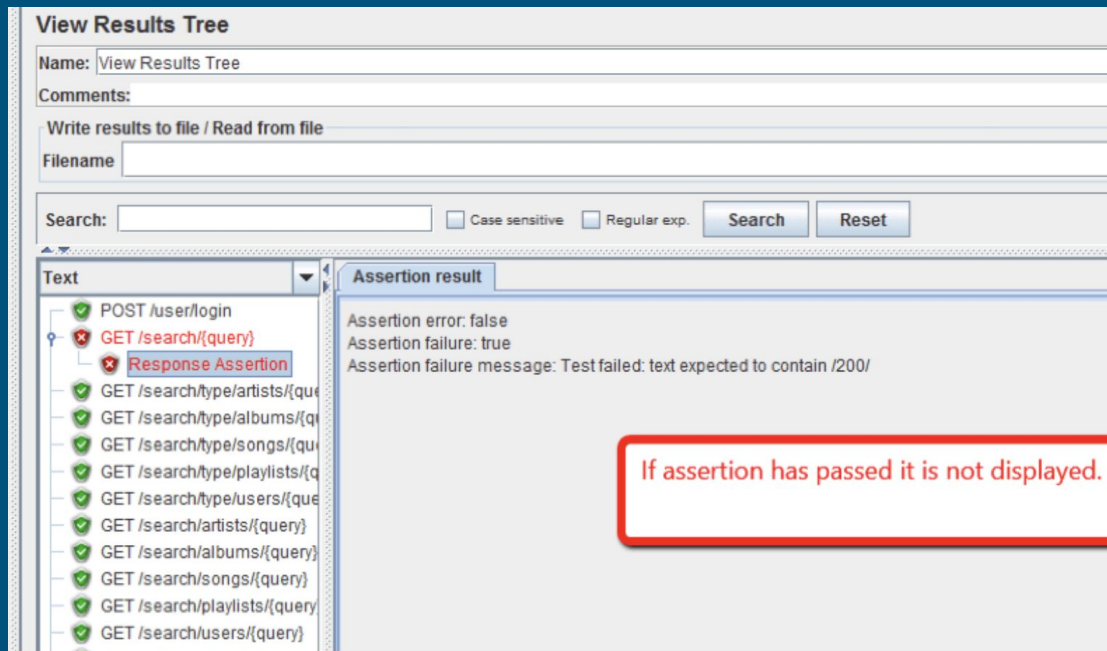 View Results Tree
Name: View Results Tree
Comments:
Write results to file / Read from file
Filename
Search: Case sensitive Regular exp. Search Reset
Text
POST /user/login
GET /search/{query}
Response Assertion
GET /search/type/artists/{que
GET /search/type/albums/{qu
GET /search/type/songs/{qu
GET /search/type/playlists/{q
GET /search/type/users/{que
GET /search/artists/{query}
GET /search/albums/{query}
GET /search/songs/{query}
GET /search/playlists/{query
GET /search/users/{query}
Assertion result
Assertion error: false
Assertion failure: true
Assertion failure message: Test failed: text expected to contain /200/
If assertion has passed it is not displayed.